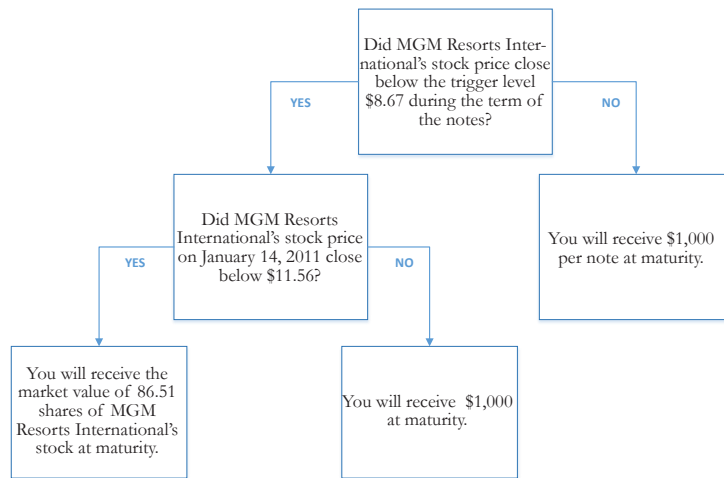 Did MGM Resorts Inter-
national's stock price close
below the trigger level
$8.67 during the term of
the notes?
YES
NO
Did MGM Resorts
International's stock price
on January 14, 2011 close
below $11.56?
You will receive $1,000
per note at maturity.
YES
NO
You will receive the
market value of 86.51
shares of MGM
Resorts International's
stock at maturity.
You will receive $1,000
at maturity.